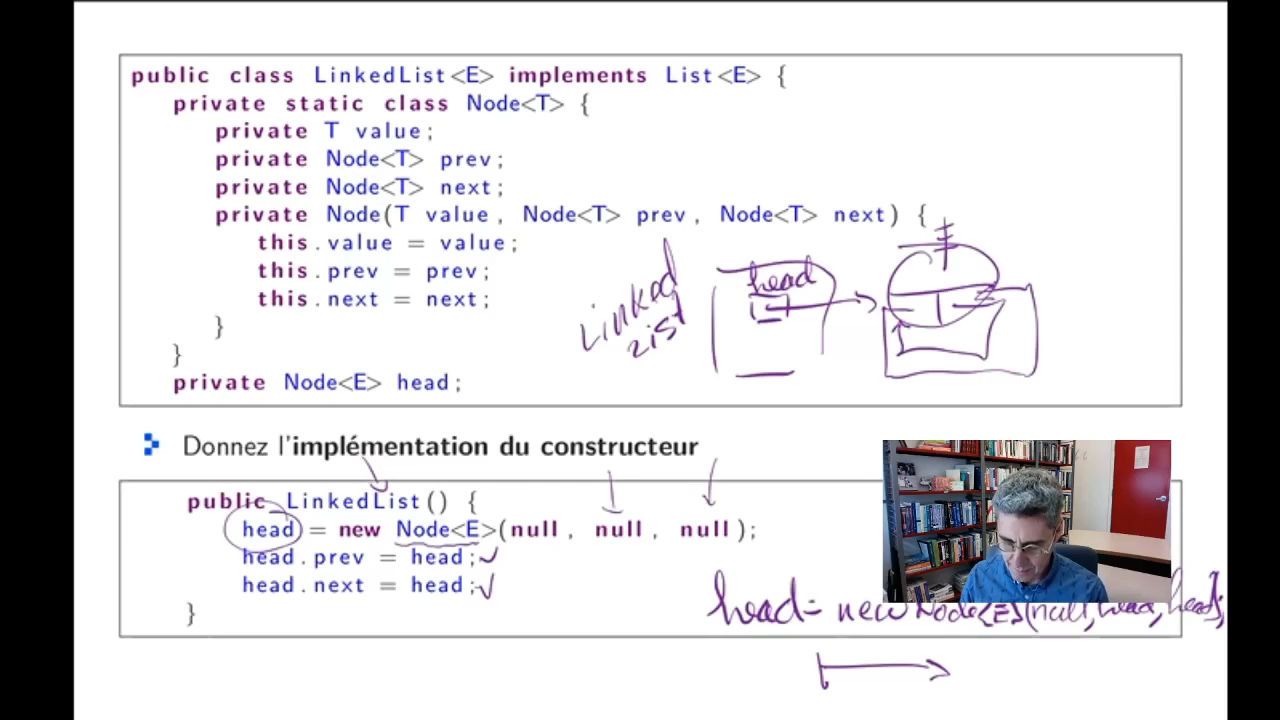 public class LinkedList<E> implements List<E> {
private static class Node<T> {
private T value;
private Node<T> prev;
private Node<T> next;
private Node(T value, Node<T> prev, Node<T> next) {
this.value = value;
this.prev = prev;
this.next = next;
}
}
private Node<E> head;
Linked
List
head
Donnez l'implémentation du constructeur
public LinkedList() {
head = new Node<E>(null, null, null);
head.prev = head;
head.next = head;
}
head = new Node<E>(null, head, head);